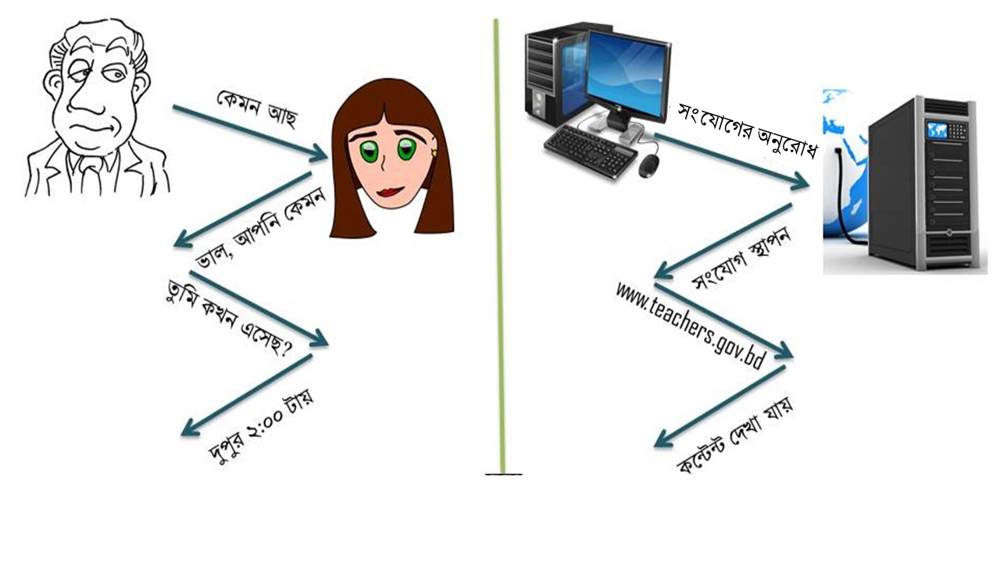 কেমন আছ
ভাল, আপনি কেমন
তুমি কখন এসেছ?
দুপুর ২:০০ টায়
সংযোগের অনুরোধ
সংযোগ স্থাপন
www.teachers.gov.bd
কন্টেন্ট দেখা যায়